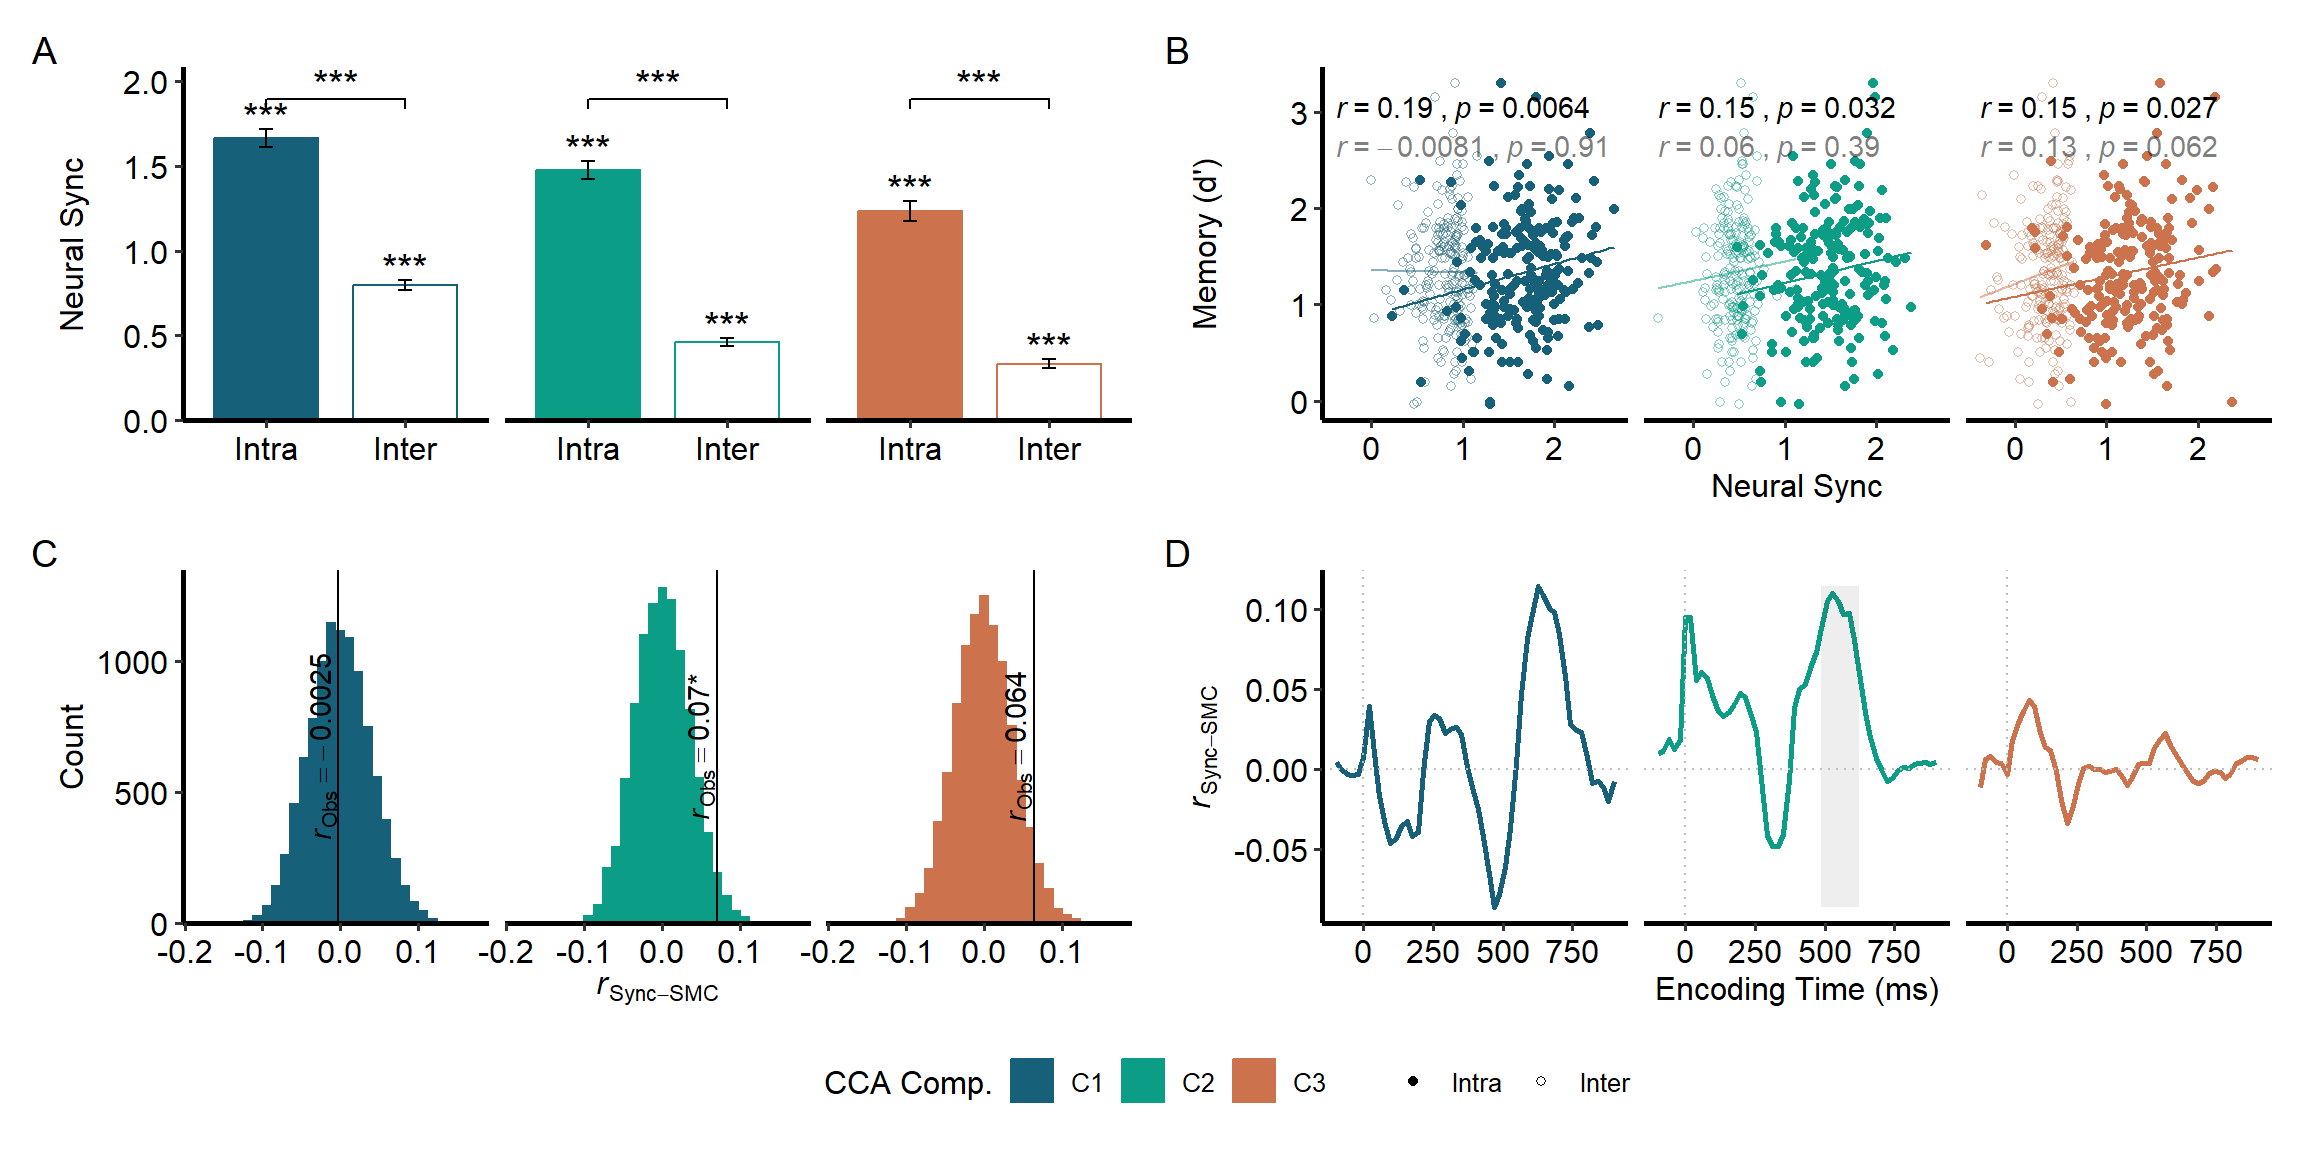 A
Neural Sync
2.0
1.5
1.0
0.5
0.0
***
***
***
***
***
***
***
***
***
Intra
Inter
Intra
Inter
Intra
Inter
B
Memory (d')
3
2
1
0
r = 0.19 , p = 0.0064
r = −0.0081 , p = 0.91
r = 0.15 , p = 0.032
r = 0.06 , p = 0.39
r = 0.15 , p = 0.027
r = 0.13 , p = 0.062
0 1 2
0 1 2
0 1 2
Neural Sync
C
Count
1000
500
0
rObs = −0.0025
rObs = 0.07*
rObs = 0.064
-0.2 -0.1 0.0 0.1
-0.2 -0.1 0.0 0.1
-0.2 -0.1 0.0 0.1
rSync−SMC
D
rSync−SMC
0.10
0.05
0.00
-0.05
0 250 500 750
0 250 500 750
0 250 500 750
Encoding Time (ms)
CCA Comp. C1 C2 C3 Intra Inter